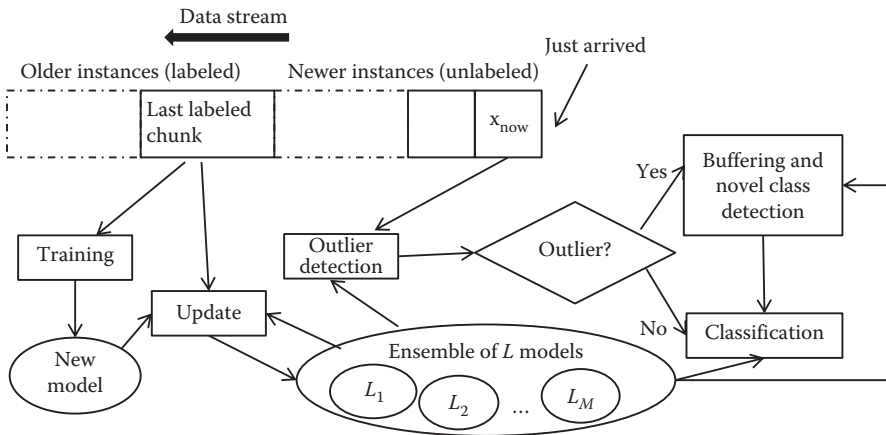 Data stream
Just arrived
Older instances (labeled)
Newer instances (unlabeled)
Last labeled
chunk
x_now
Yes
Buffering and
novel class
detection
Training
Outlier
detection
Outlier?
Update
No
Classification
New
model
Ensemble of L models
L_1
L_2
...
L_M